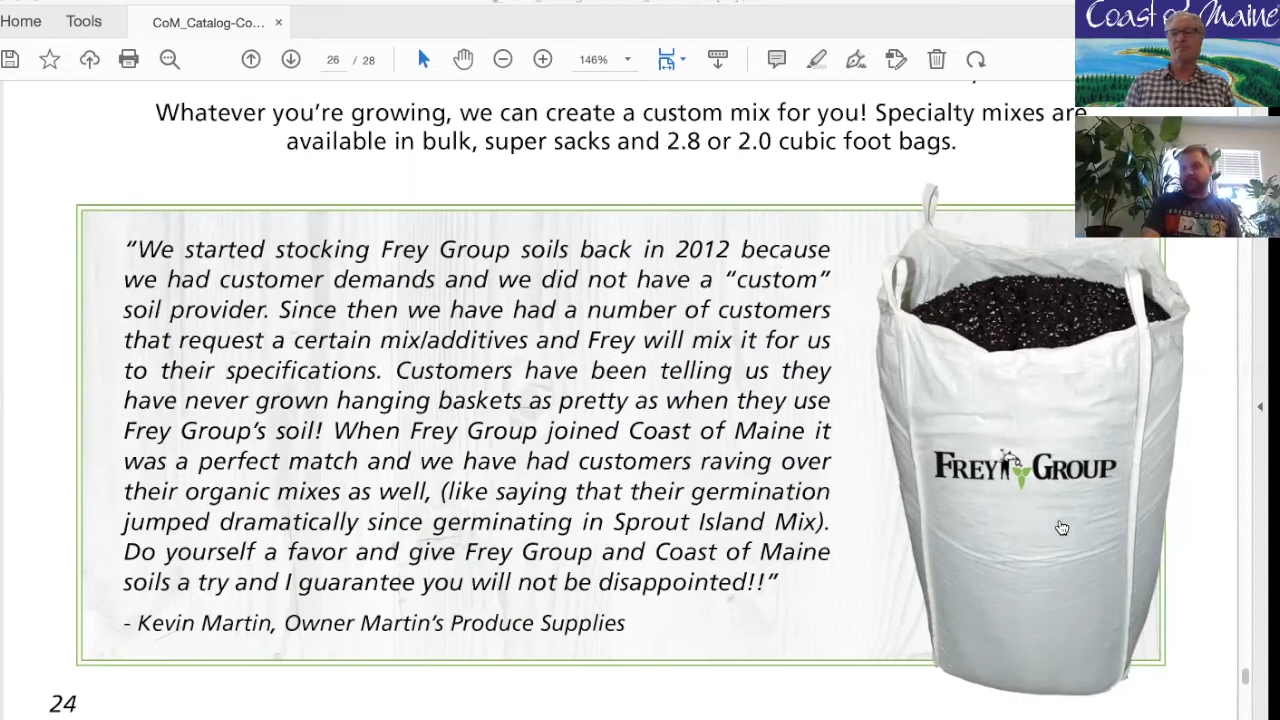 Home
Tools
CoM_Catalog-Co...
×
26 / 28
146%
Coast of Maine
Whatever you’re growing, we can create a custom mix for you! Specialty mixes are
available in bulk, super sacks and 2.8 or 2.0 cubic foot bags.
“We started stocking Frey Group soils back in 2012 because
we had customer demands and we did not have a “custom”
soil provider. Since then we have had a number of customers
that request a certain mix/additives and Frey will mix it for us
to their specifications. Customers have been telling us they
have never grown hanging baskets as pretty as when they use
Frey Group’s soil! When Frey Group joined Coast of Maine it
was a perfect match and we have had customers raving over
their organic mixes as well, (like saying that their germination
jumped dramatically since germinating in Sprout Island Mix).
Do yourself a favor and give Frey Group and Coast of Maine
soils a try and I guarantee you will not be disappointed!!”
- Kevin Martin, Owner Martin’s Produce Supplies
FREY GROUP
24